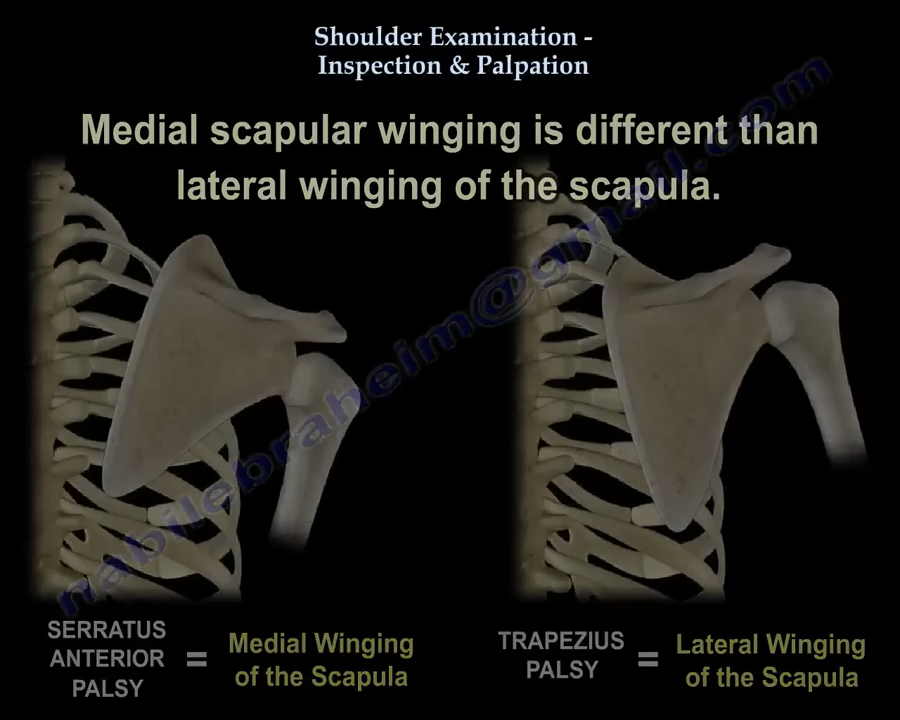 Shoulder Examination -
Inspection & Palpation
Medial scapular winging is different than
lateral winging of the scapula.
nabilebraheim@gmail.com
SERRATUS
ANTERIOR
PALSY
=
Medial Winging
of the Scapula
TRAPEZIUS
PALSY
=
Lateral Winging
of the Scapula